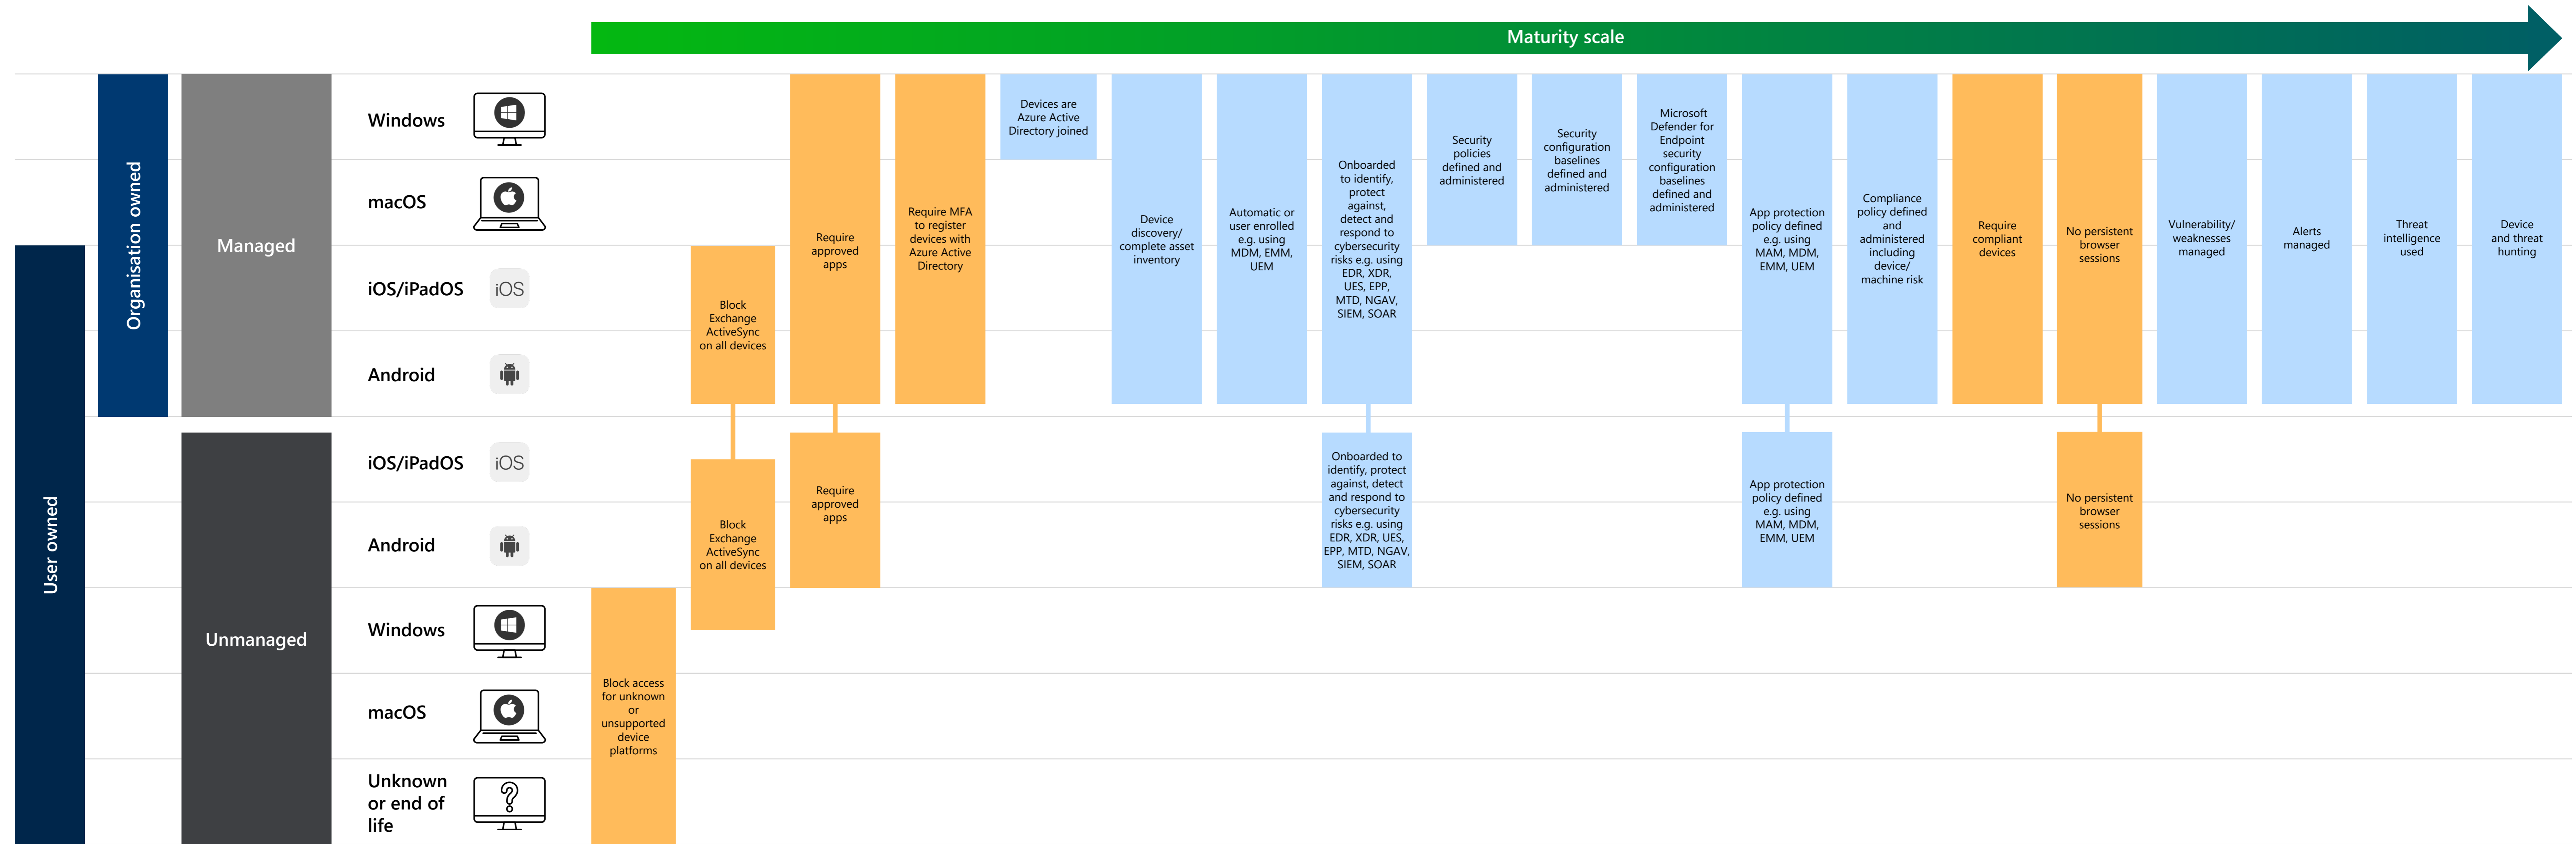 Maturity scale
Organisation owned
User owned
Managed
Unmanaged
Windows
macOS
iOS/iPadOS
iOS
Android
iOS/iPadOS
iOS
Android
Windows
macOS
Unknown
or end of
life
?
Block access
for unknown
or
unsupported
device
platforms
Block
Exchange
ActiveSync
on all devices
Block
Exchange
ActiveSync
on all devices
Require
approved
apps
Require
approved
apps
Require MFA
to register
devices with
Azure Active
Directory
Devices are
Azure Active
Directory joined
Device
discovery/
complete asset
inventory
Automatic or
user enrolled
e.g. using
MDM, EMM,
UEM
Onboarded
to identify,
protect
against,
detect and
respond to
cybersecurity
risks e.g. using
EDR, XDR,
UES, EPP,
MTD, NGAV,
SIEM, SOAR
Onboarded to
identify, protect
against, detect
and respond to
cybersecurity
risks e.g. using
EDR, XDR, UES,
EPP, MTD, NGAV,
SIEM, SOAR
Security
policies
defined and
administered
Security
configuration
baselines
defined and
administered
Microsoft
Defender for
Endpoint
security
configuration
baselines
defined and
administered
App protection
policy defined
e.g. using
MAM, MDM,
EMM, UEM
App protection
policy defined
e.g. using
MAM, MDM,
EMM, UEM
Compliance
policy defined
and
administered
including
device/
machine risk
Require
compliant
devices
No persistent
browser
sessions
No persistent
browser
sessions
Vulnerability/
weaknesses
managed
Alerts
managed
Threat
intelligence
used
Device
and threat
hunting